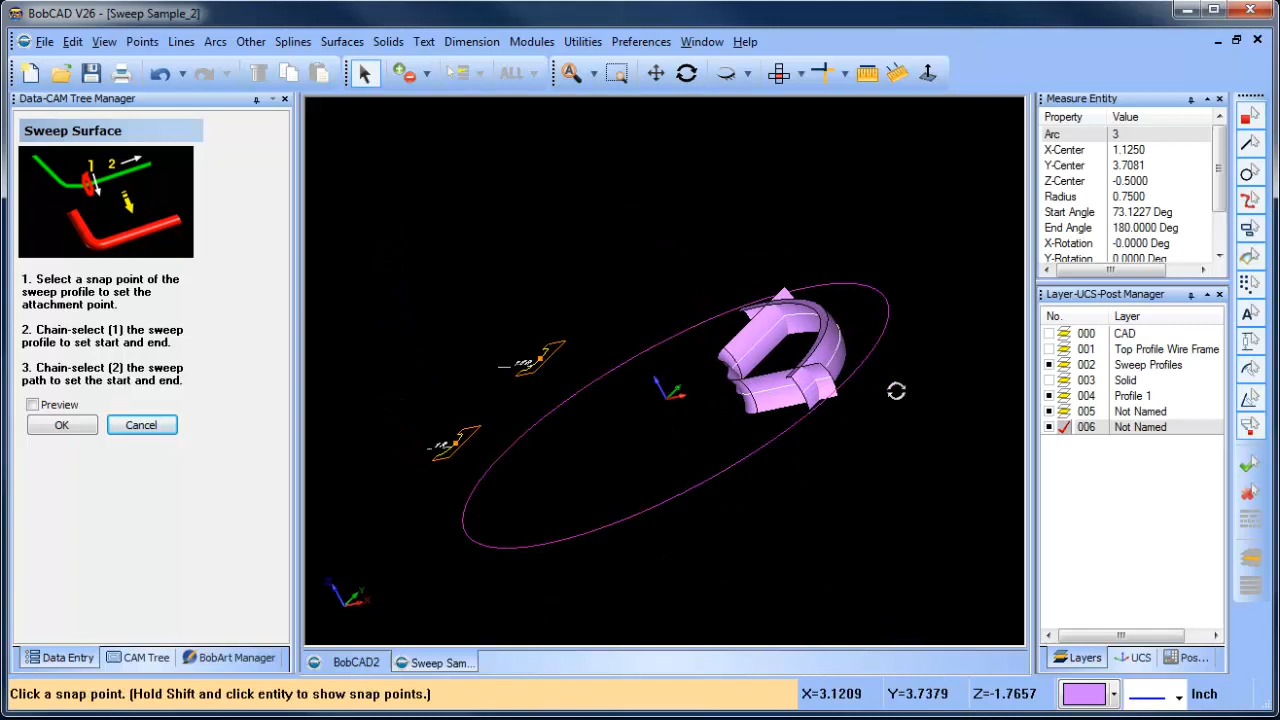 BobCAD V26 - [Sweep Sample_2]
File Edit View Points Lines Arcs Other Splines Surfaces Solids Text Dimension Modules Utilities Preferences Window Help
ALL
Data-CAM Tree Manager
Sweep Surface
1 2
1. Select a snap point of the
sweep profile to set the
attachment point.
2. Chain-select (1) the sweep
profile to set start and end.
3. Chain-select (2) the sweep
path to set the start and end.
Preview
OK Cancel
Data Entry CAM Tree BobArt Manager
Y
X
BobCAD2 Sweep Sam...
Measure Entity
Property Value
Arc 3
X-Center 1.1250
Y-Center 3.7081
Z-Center -0.5000
Radius 0.7500
Start Angle 73.1227 Deg
End Angle 180.0000 Deg
X-Rotation -0.0000 Deg
Y-Rotation 0.0000 Deg
Layer-UCS-Post Manager
No. Layer
000 CAD
001 Top Profile Wire Frame
002 Sweep Profiles
003 Solid
004 Profile 1
005 Not Named
006 Not Named
Layers UCS Pos...
Click a snap point. (Hold Shift and click entity to show snap points.)
X=3.1209 Y=3.7379 Z=-1.7657 Inch